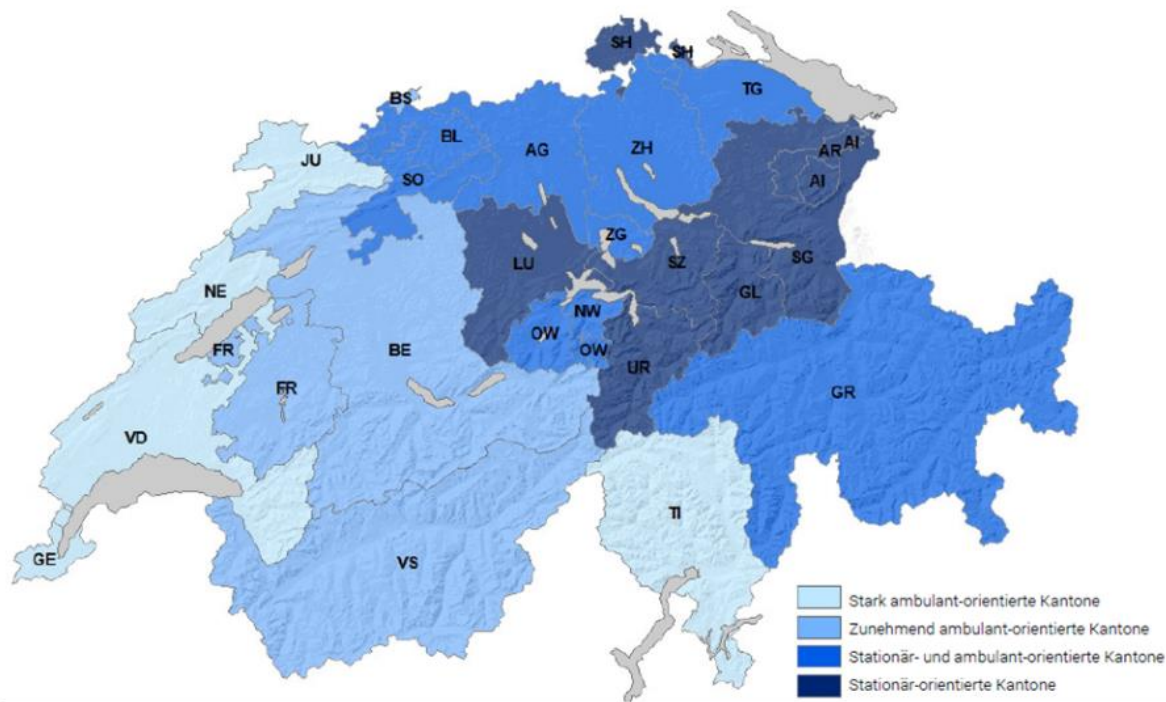 SH
SH
TG
BS
BL
AG
ZH
AI
AR
JU
SO
AI
ZG
LU
SZ
SG
NE
GL
NW
OW
FR
BE
OW
UR
FR
GR
VD
TI
GE
VS
Stark ambulant-orientierte Kantone
Zunehmend ambulant-orientierte Kantone
Stationär- und ambulant-orientierte Kantone
Stationär-orientierte Kantone